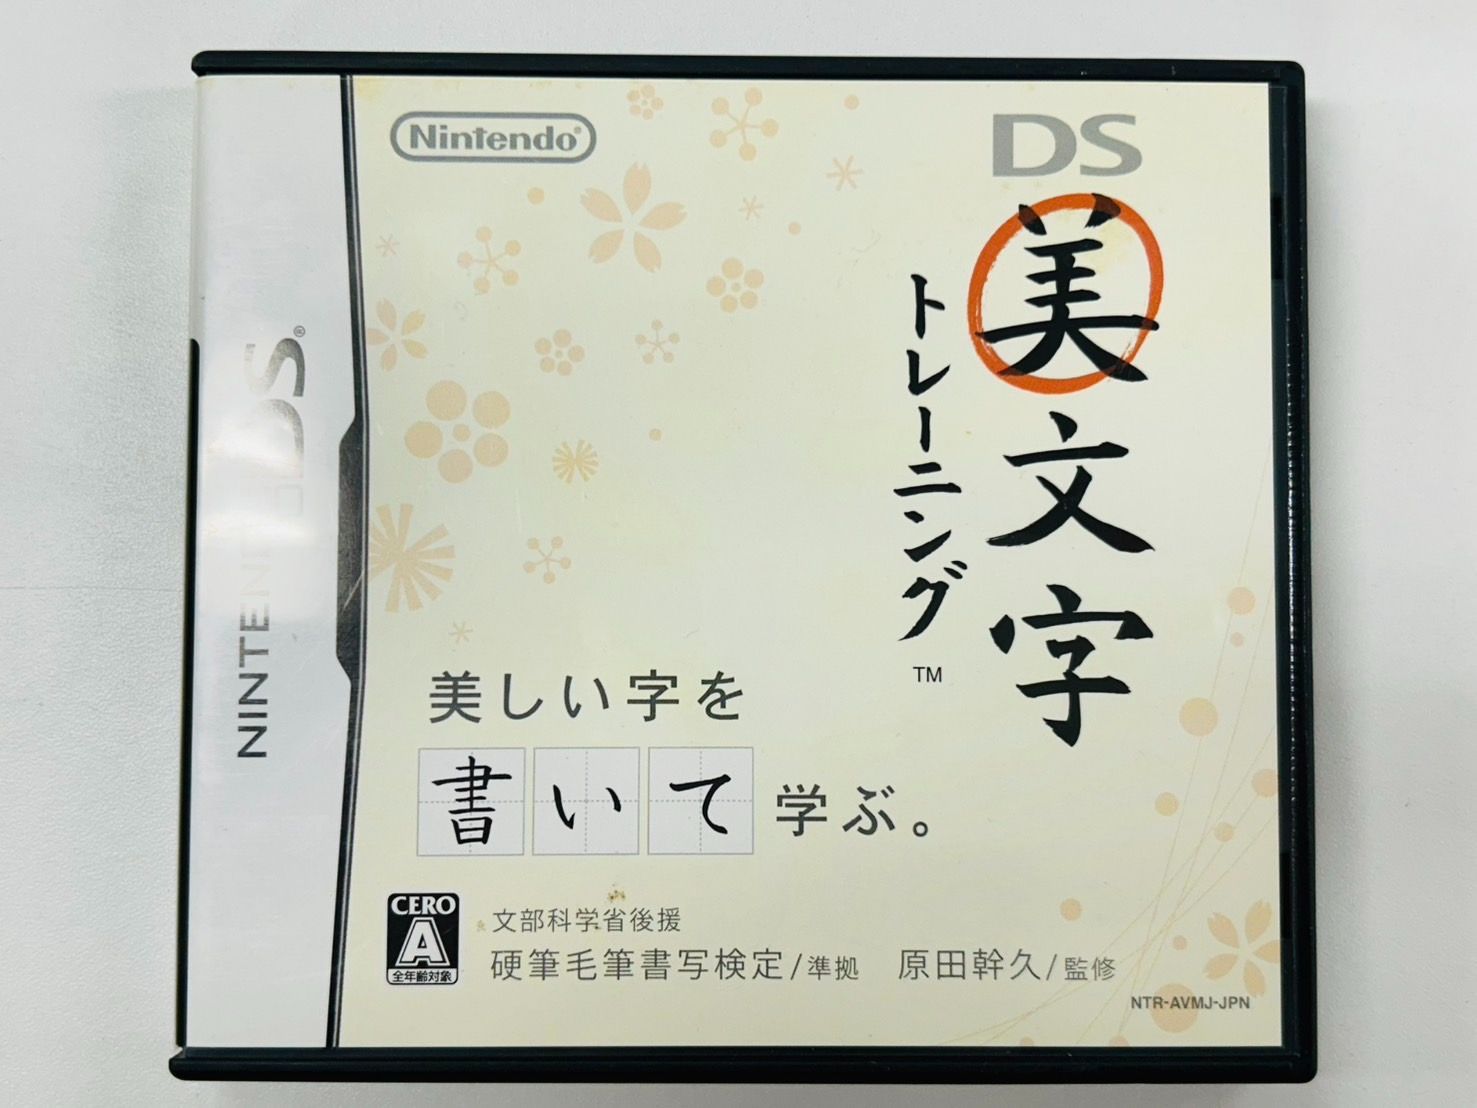 Nintendo®
DS
美文字
トレーニング™
NINTENDO DS®
美しい字を
書いて学ぶ。
CERO
A
全年齢対象
文部科学省後援
硬筆毛筆書写検定/準拠 原田幹久/監修
NTR-AVMJ-JPN